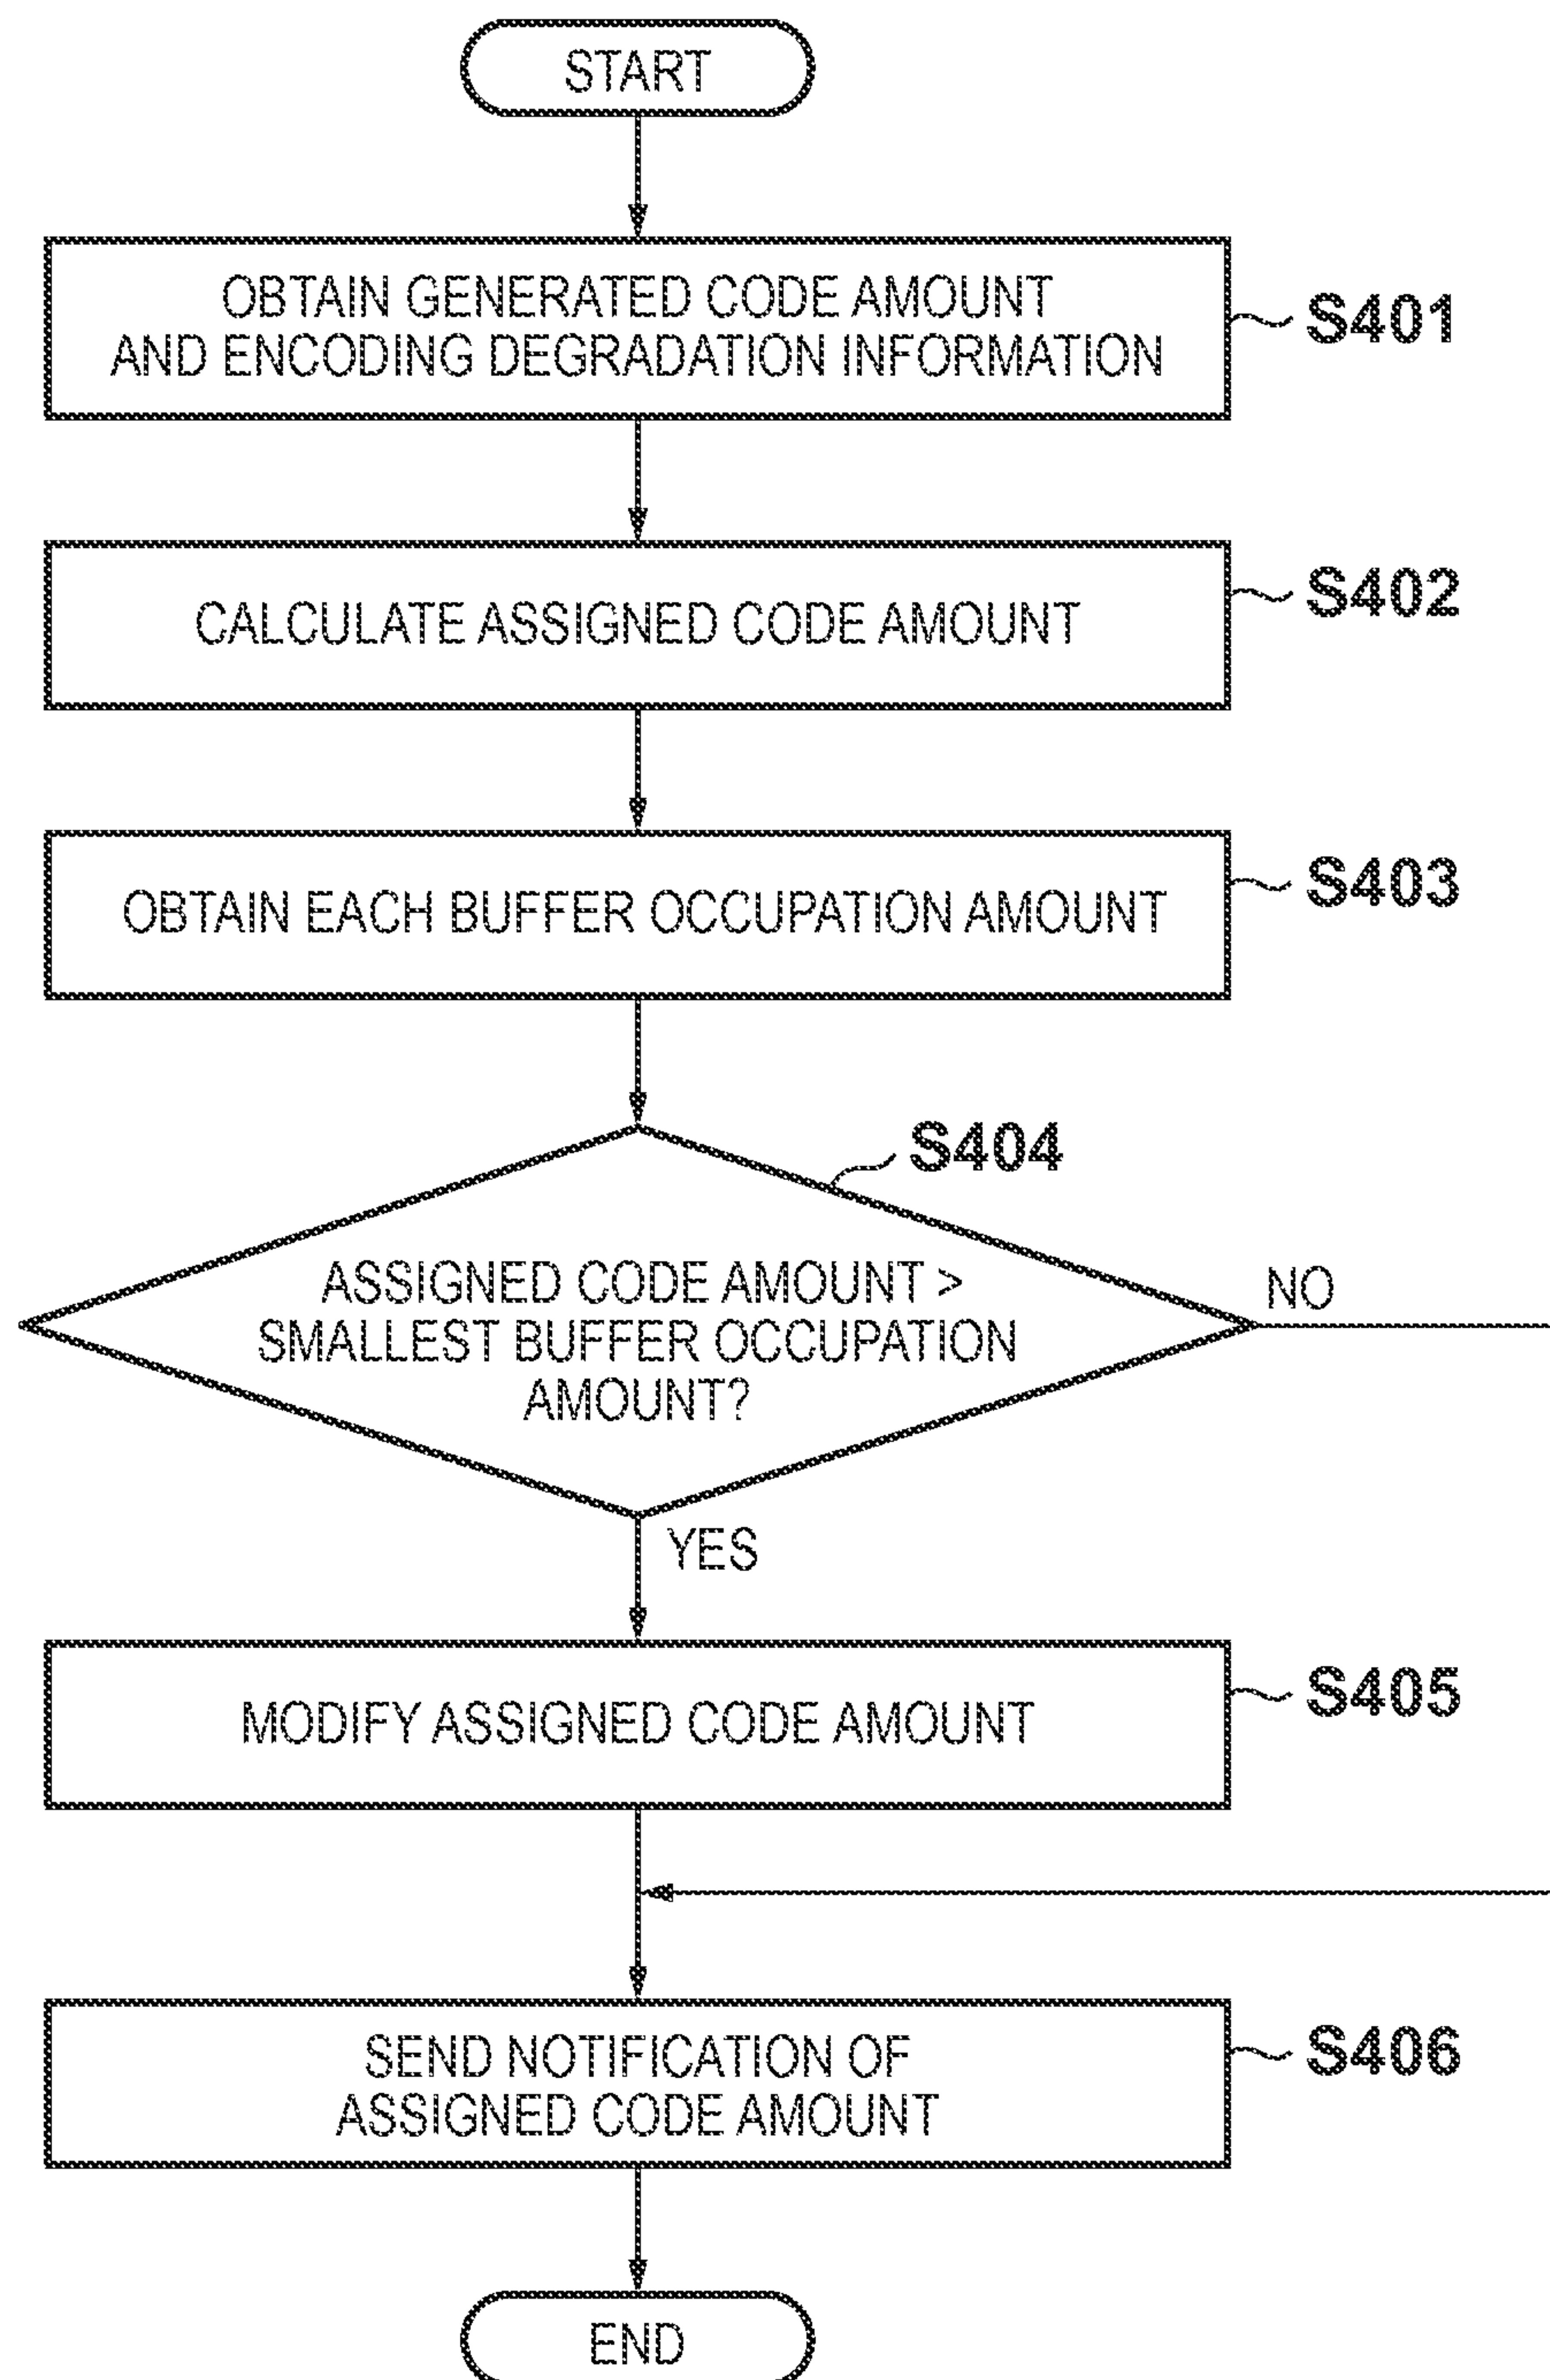 START
OBTAIN GENERATED CODE AMOUNT
AND ENCODING DEGRADATION INFORMATION
S401
CALCULATE ASSIGNED CODE AMOUNT
S402
OBTAIN EACH BUFFER OCCUPATION AMOUNT
S403
S404
ASSIGNED CODE AMOUNT >
SMALLEST BUFFER OCCUPATION
AMOUNT?
NO
YES
MODIFY ASSIGNED CODE AMOUNT
S405
SEND NOTIFICATION OF
ASSIGNED CODE AMOUNT
S406
END